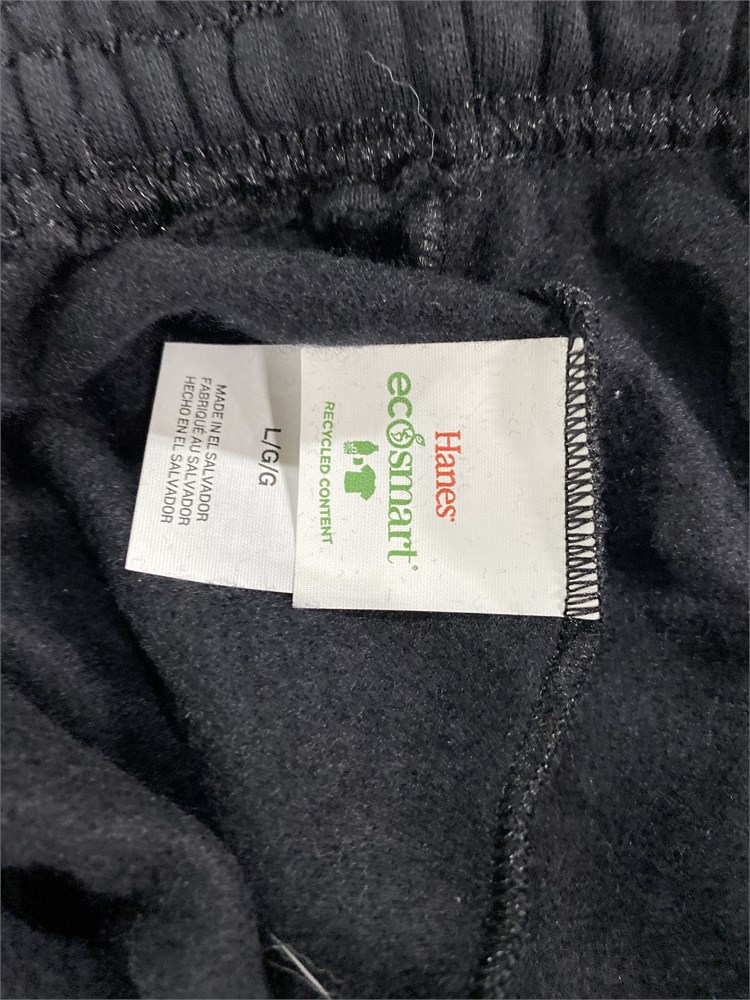 Hanes
ecosmart®
RECYCLED CONTENT
L/G/G
MADE IN EL SALVADOR
FABRIQUÉ AU SALVADOR
HECHO EN EL SALVADOR